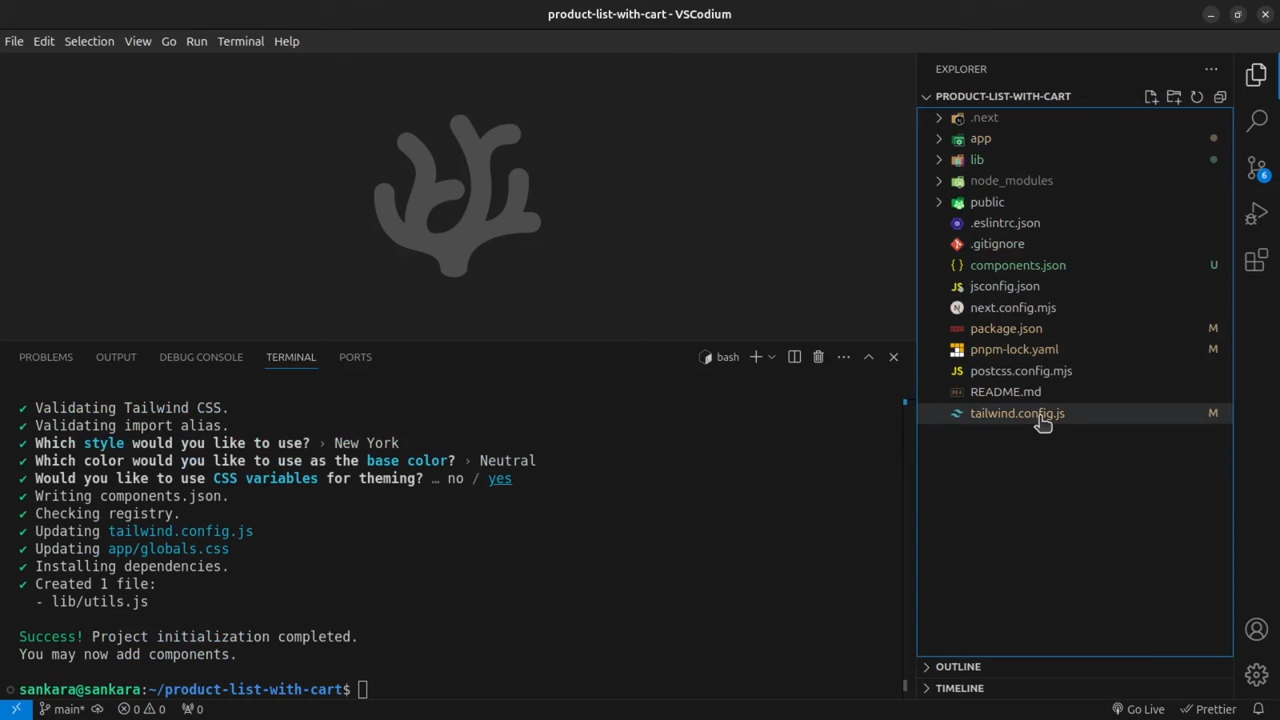 product-list-with-cart - VSCodium
File Edit Selection View Go Run Terminal Help
EXPLORER
PRODUCT-LIST-WITH-CART
.next
app
lib
node_modules
public
.eslintrc.json
.gitignore
components.json U
jsconfig.json
next.config.mjs
package.json M
pnpm-lock.yaml M
postcss.config.mjs
README.md
tailwind.config.js M
OUTLINE
TIMELINE
6
PROBLEMS OUTPUT DEBUG CONSOLE TERMINAL PORTS
bash
✔ Validating Tailwind CSS.
✔ Validating import alias.
✔ Which style would you like to use? › New York
✔ Which color would you like to use as the base color? › Neutral
✔ Would you like to use CSS variables for theming? … no / yes
✔ Writing components.json.
✔ Checking registry.
✔ Updating tailwind.config.js
✔ Updating app/globals.css
✔ Installing dependencies.
✔ Created 1 file:
- lib/utils.js
Success! Project initialization completed.
You may now add components.
sankara@sankara:~/product-list-with-cart$
main* 0 0 0 Go Live Prettier